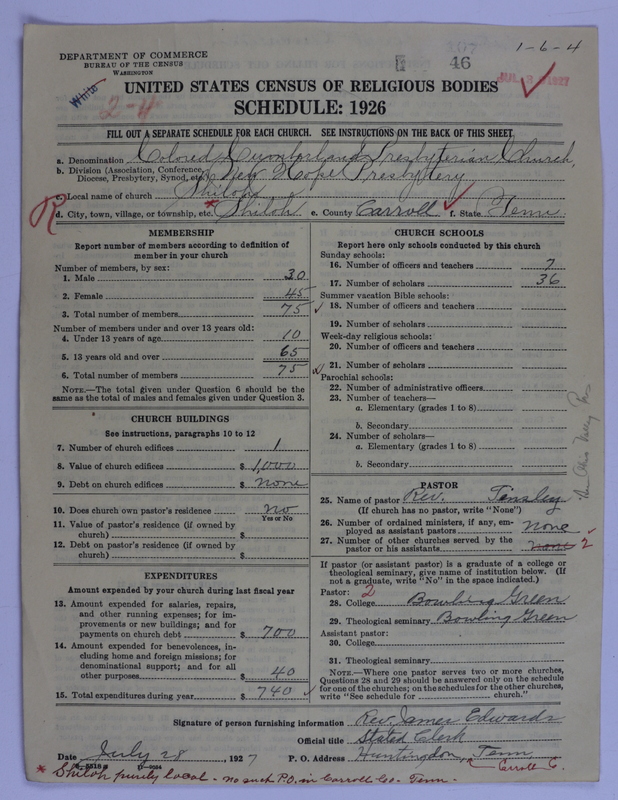 1-6-4
DEPARTMENT OF COMMERCE
BUREAU OF THE CENSUS
WASHINGTON
46
JUL 3 1927
White
2-4
UNITED STATES CENSUS OF RELIGIOUS BODIES
SCHEDULE: 1926
FILL OUT A SEPARATE SCHEDULE FOR EACH CHURCH. SEE INSTRUCTIONS ON THE BACK OF THIS SHEET
a. Denomination Colored Cumberland Presbyterian Church,
b. Division (Association, Conference, Diocese, Presbytery, Synod, etc.) New Hopel Presbytery
c. Local name of church Shiloh
R
d. City, town, village, or township, etc. * Shiloh e. County Carroll f. State Tenn
MEMBERSHIP
Report number of members according to definition of
member in your church
Number of members, by sex:
1. Male 30
2. Female 45
3. Total number of members 75
Number of members under and over 13 years old:
4. Under 13 years of age 10
5. 13 years old and over 65
6. Total number of members 75
NOTE.—The total given under Question 6 should be
same as the total of males and females given under Question 3.
CHURCH BUILDINGS
See instructions, paragraphs 10 to 12
7. Number of church edifices 1
8. Value of church edifices $ 1,000
9. Debt on church edifices $ none
10. Does church own pastor's residence? no
Yes or No
11. Value of pastor's residence (if owned by
church) $
12. Debt on pastor's residence (if owned by
church) $
EXPENDITURES
Amount expended by your church during last fiscal year
13. Amount expended for salaries, repairs,
and other running expenses; for im-
provements or new buildings; and for
payments on church debt $ 700
14. Amount expended for benevolences, in-
cluding home and foreign missions; for
denominational support; and for all
other purposes $ 40
15. Total expenditures during year $ 740
CHURCH SCHOOLS
Report here only schools conducted by this church
Sunday schools:
16. Number of officers and teachers 7
17. Number of scholars 36
Summer vacation Bible schools:
18. Number of officers and teachers
19. Number of scholars
Week-day religious schools:
20. Number of officers and teachers
21. Number of scholars
Parochial schools:
22. Number of administrative officers
23. Number of teachers—
a. Elementary (grades 1 to 8)
b. Secondary
24. Number of scholars—
a. Elementary (grades 1 to 8)
b. Secondary
PASTOR
25. Name of pastor Rev. Tinsley
(If church has no pastor, write "None")
26. Number of ordained ministers, if any, em-
ployed as assistant pastors None
27. Number of other churches served by the
pastor or his assistants none 2
If pastor (or assistant pastor) is a graduate of a college or
theological seminary, give name of institution below. (If
not a graduate, write "No" in the space indicated.)
Pastor: 2
28. College Bowling Green
29. Theological seminary Bowling Green
Assistant pastor:
30. College
31. Theological seminary
NOTE.—Where one pastor serves two or more churches,
Questions 28 and 29 should be answered only on the schedule
for one of the churches; on the schedules for the other churches,
write "See schedule for church."
Signature of person furnishing information Rev. James Edwards
Official title Stated Clerk
Date July 28, 1927 P. O. Address Huntingdon, Tenn
Carroll Co.
* Shiloh purely local - no such P.O. in Carroll Co. Tenn.